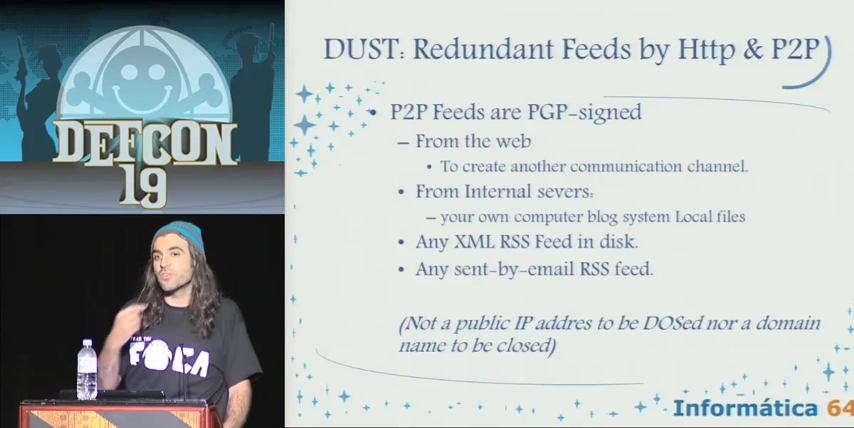 DEFCON
19
FEAR THE
FOCA
DUST: Redundant Feeds by Http & P2P
• P2P Feeds are PGP-signed
– From the web
• To create another communication channel.
• From Internal severs:
– your own computer blog system Local files
• Any XML RSS Feed in disk.
• Any sent-by-email RSS feed.
(Not a public IP addres to be DOSed nor a domain
name to be closed)
Informática 64